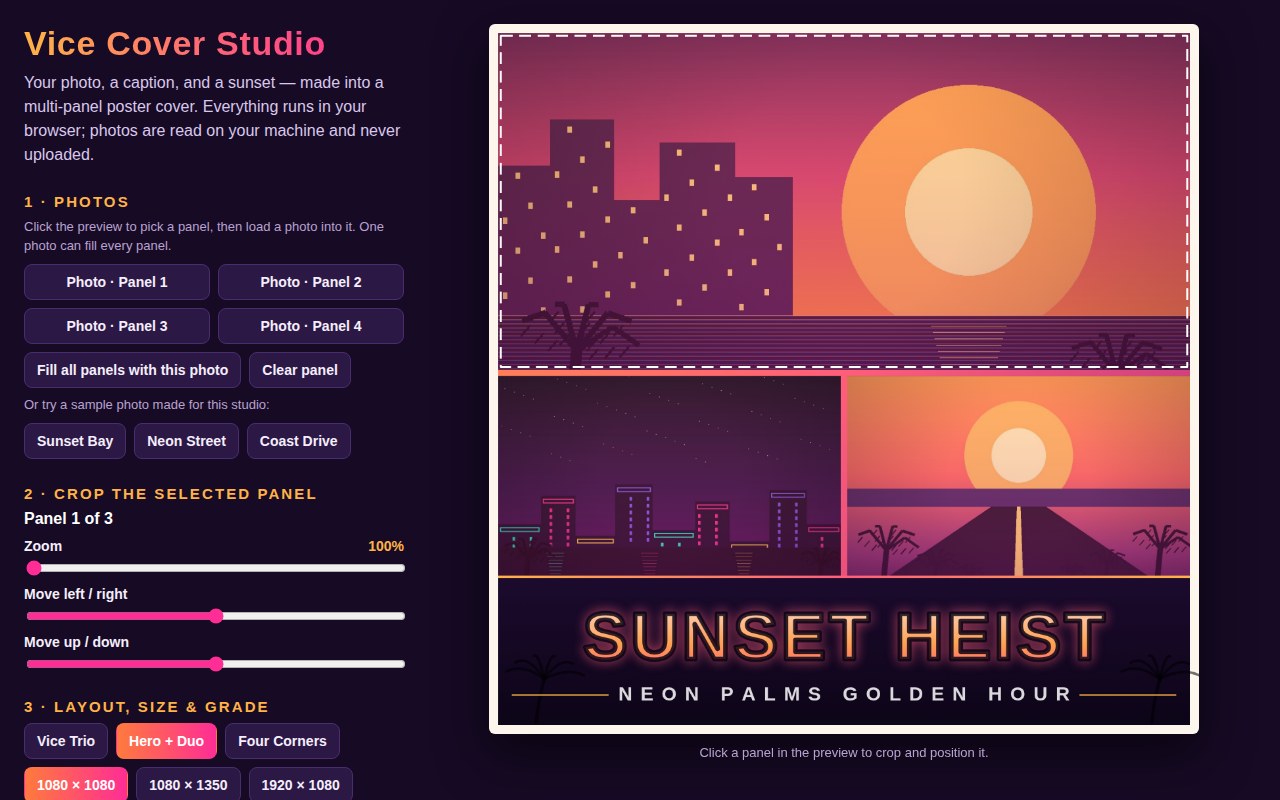 Vice Cover Studio
Your photo, a caption, and a sunset — made into a
multi-panel poster cover. Everything runs in your
browser; photos are read on your machine and never
uploaded.
1 · PHOTOS
Click the preview to pick a panel, then load a photo into it. One
photo can fill every panel.
Photo · Panel 1
Photo · Panel 2
Photo · Panel 3
Photo · Panel 4
Fill all panels with this photo
Clear panel
Or try a sample photo made for this studio:
Sunset Bay
Neon Street
Coast Drive
2 · CROP THE SELECTED PANEL
Panel 1 of 3
Zoom 100%
Move left / right
Move up / down
3 · LAYOUT, SIZE & GRADE
Vice Trio
Hero + Duo
Four Corners
1080 × 1080
1080 × 1350
1920 × 1080
SUNSET HEIST
NEON PALMS GOLDEN HOUR
Click a panel in the preview to crop and position it.